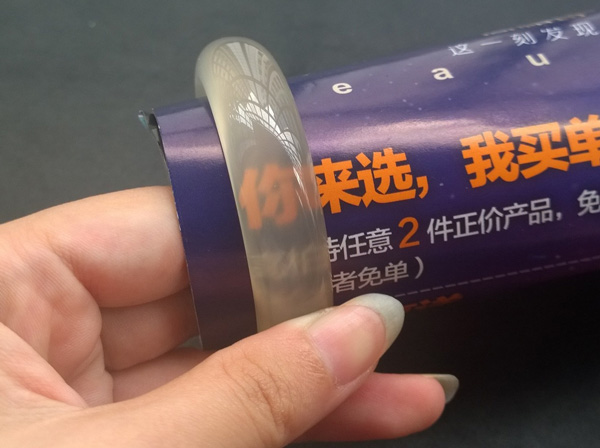 这一刻发现
e a u
你来选，我买单
持任意2件正价产品，免
者免单）